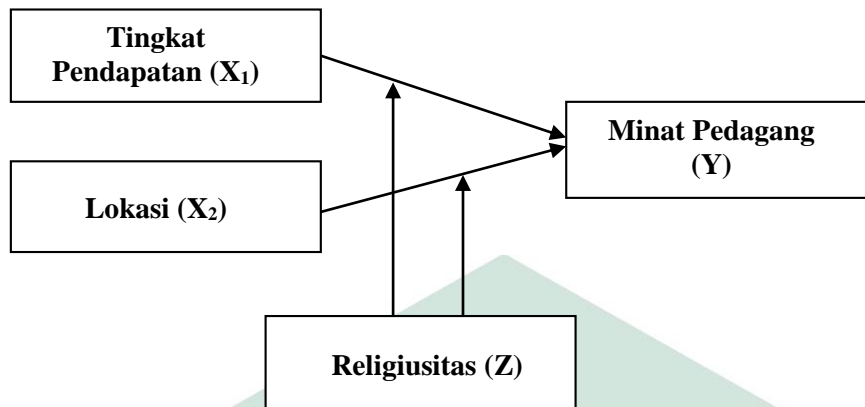 Tingkat
Pendapatan (X₁)
Minat Pedagang
(Y)
Lokasi (X₂)
Religiusitas (Z)